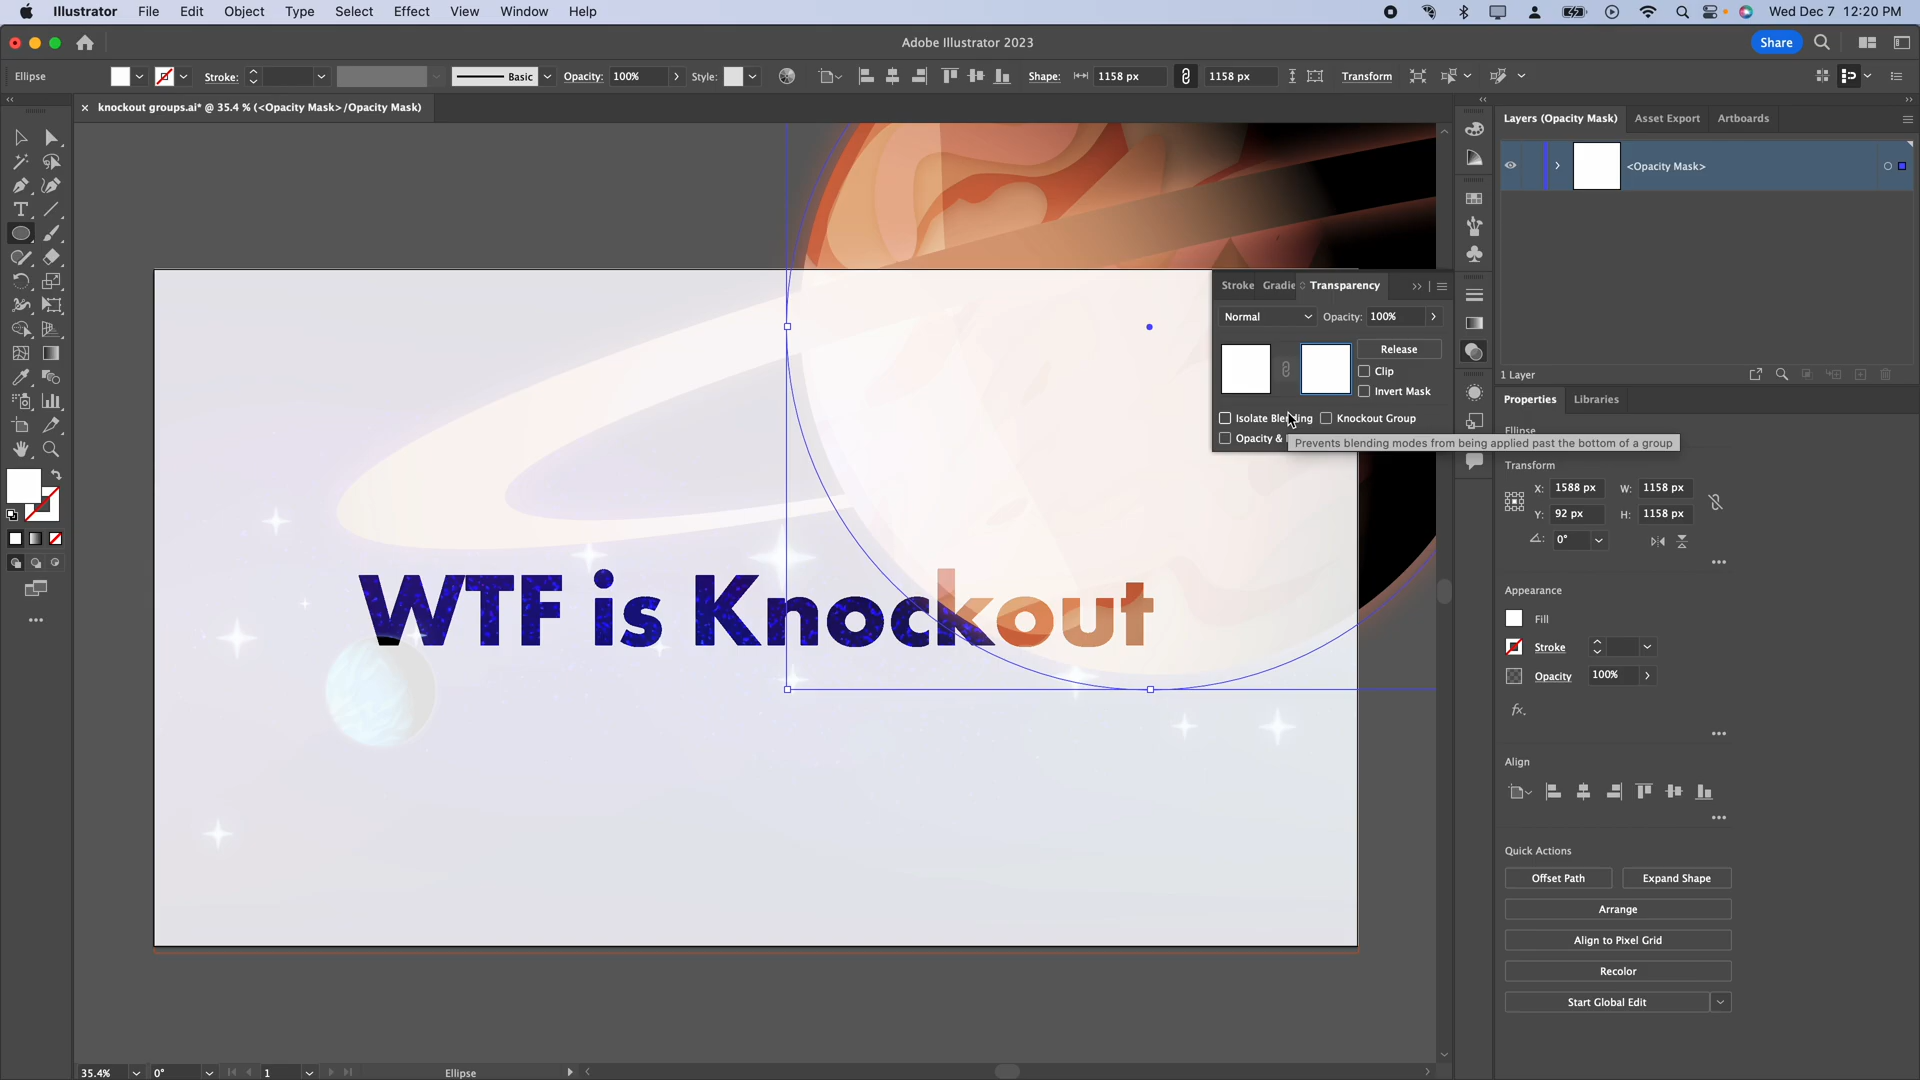 Illustrator File Edit Object Type Select Effect View Window Help Wed Dec 7 12:20 PM
Adobe Illustrator 2023 Share
Ellipse Stroke: Basic Opacity: 100% Style: Shape: 1158 px 1158 px Transform
× knockout groups.ai* @ 35.4 % (<Opacity Mask>/Opacity Mask)
Layers (Opacity Mask) Asset Export Artboards
<Opacity Mask>
1 Layer
Stroke Gradie Transparency
Normal Opacity: 100%
Release
Clip
Invert Mask
Isolate Blending Knockout Group
Opacity &
Prevents blending modes from being applied past the bottom of a group
WTF is Knockout
Properties Libraries
Ellipse
Transform
X: 1588 px W: 1158 px
Y: 92 px H: 1158 px
0°
Appearance
Fill
Stroke
Opacity 100%
fx.
Align
Quick Actions
Offset Path Expand Shape
Arrange
Align to Pixel Grid
Recolor
Start Global Edit
35.4% 0° 1 Ellipse